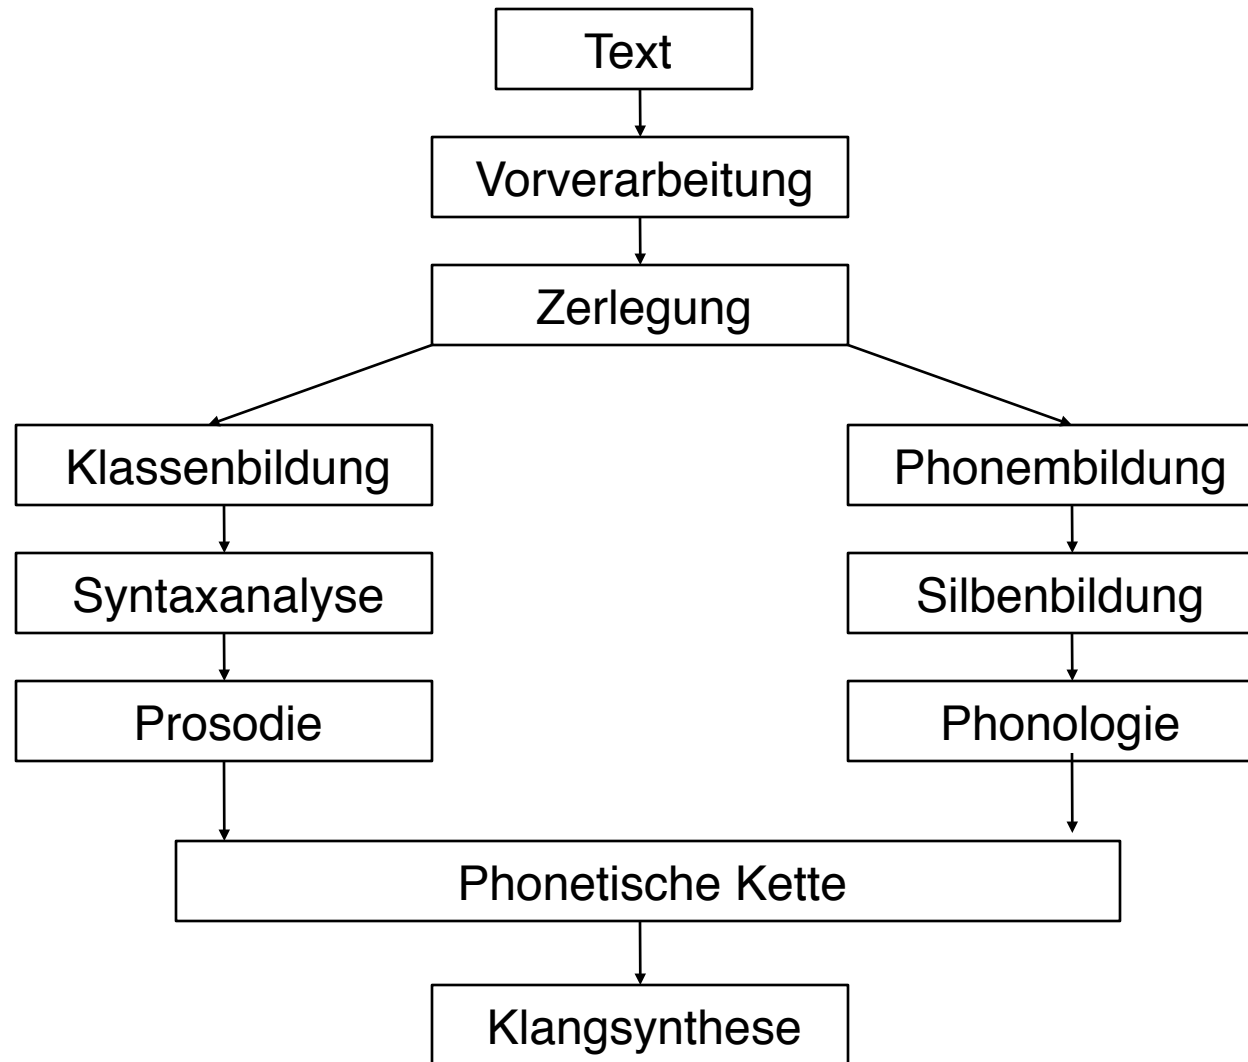 Text
Vorverarbeitung
Zerlegung
Klassenbildung
Phonembildung
Syntaxanalyse
Silbenbildung
Prosodie
Phonologie
Phonetische Kette
Klangsynthese